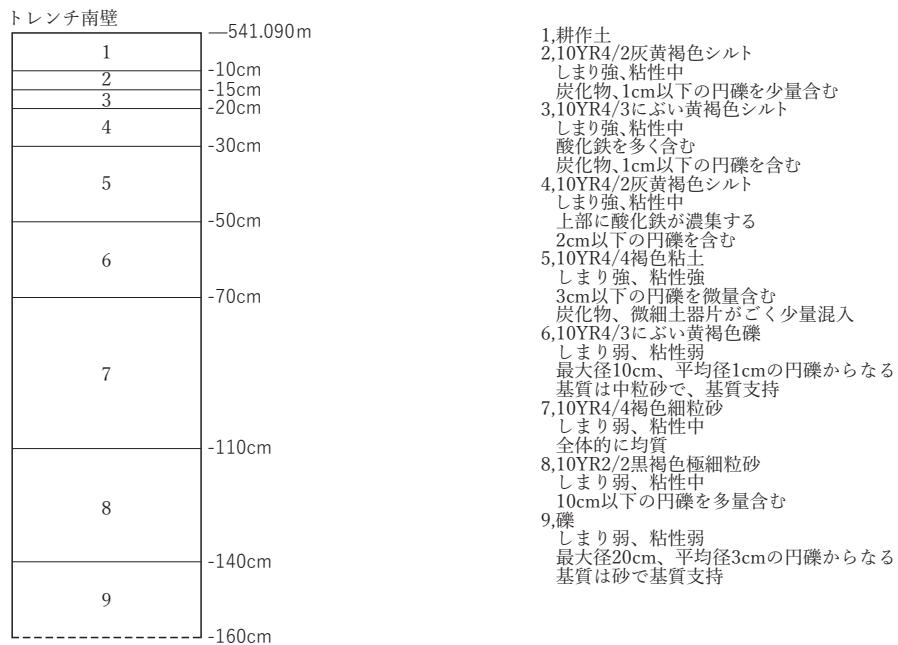 トレンチ南壁
541.090m
1
-10cm
2
-15cm
3
-20cm
4
-30cm
5
-50cm
6
-70cm
7
-110cm
8
-140cm
9
-160cm
1,耕作土
2,10YR4/2灰黄褐色シルト
しまり強、粘性中
炭化物、1cm以下の円礫を少量含む
3,10YR4/3にぶい黄褐色シルト
しまり強、粘性中
酸化鉄を多く含む
炭化物、1cm以下の円礫を含む
4,10YR4/2灰黄褐色シルト
しまり強、粘性中
上部に酸化鉄が濃集する
2cm以下の円礫を含む
5,10YR4/4褐色粘土
しまり強、粘性強
3cm以下の円礫を微量含む
炭化物、微細土器片がごく少量混入
6,10YR4/3にぶい黄褐色礫
しまり弱、粘性弱
最大径10cm、平均径1cmの円礫からなる
基質は中粒砂で、基質支持
7,10YR4/4褐色細粒砂
しまり弱、粘性中
全体的に均質
8,10YR2/2黒褐色極細粒砂
しまり弱、粘性中
10cm以下の円礫を多量含む
9,礫
しまり弱、粘性弱
最大径20cm、平均径3cmの円礫からなる
基質は砂で基質支持